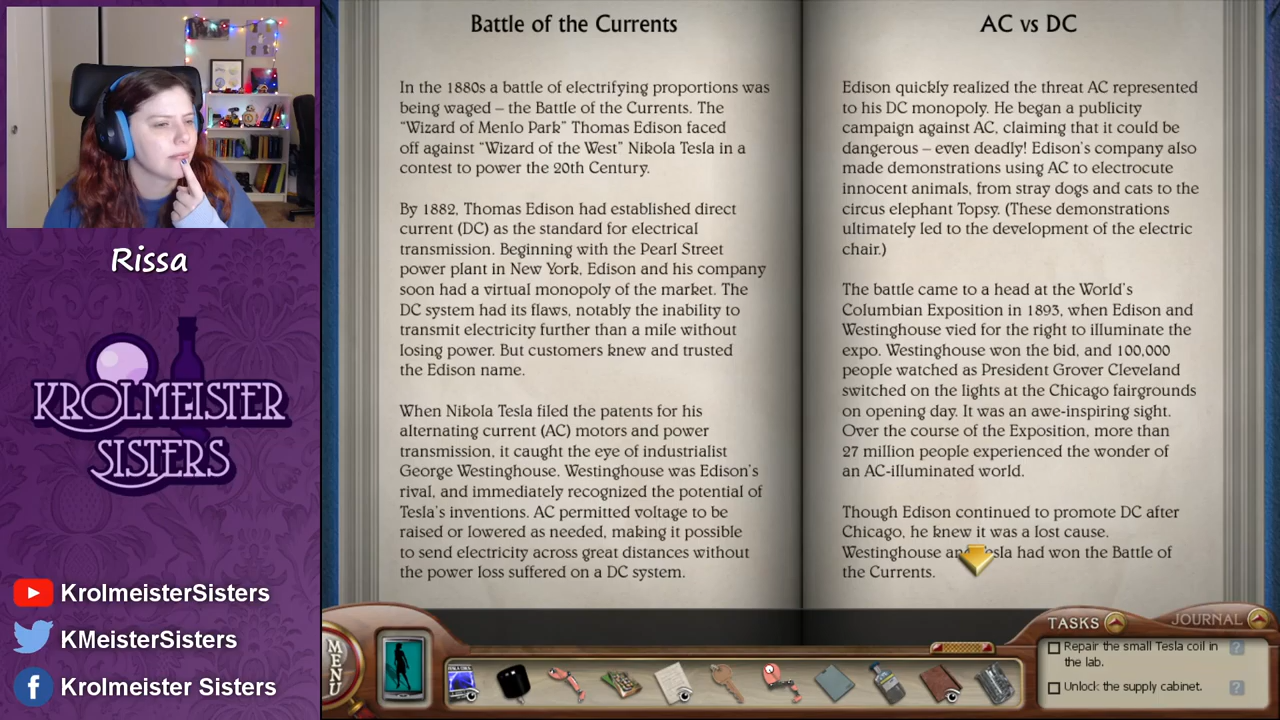 Battle of the Currents
In the 1880s a battle of electrifying proportions was
being waged – the Battle of the Currents. The
“Wizard of Menlo Park” Thomas Edison faced
off against “Wizard of the West” Nikola Tesla in a
contest to power the 20th Century.
By 1882, Thomas Edison had established direct
current (DC) as the standard for electrical
transmission. Beginning with the Pearl Street
power plant in New York, Edison and his company
soon had a virtual monopoly of the market. The
DC system had its flaws, notably the inability to
transmit electricity further than a mile without
losing power. But customers knew and trusted
the Edison name.
When Nikola Tesla filed the patents for his
alternating current (AC) motors and power
transmission, it caught the eye of industrialist
George Westinghouse. Westinghouse was Edison’s
rival, and immediately recognized the potential of
Tesla’s inventions. AC permitted voltage to be
raised or lowered as needed, making it possible
to send electricity across great distances without
the power loss suffered on a DC system.
AC vs DC
Edison quickly realized the threat AC represented
to his DC monopoly. He began a publicity
campaign against AC, claiming that it could be
dangerous – even deadly! Edison’s company also
made demonstrations using AC to electrocute
innocent animals, from stray dogs and cats to the
circus elephant Topsy. (These demonstrations
ultimately led to the development of the electric
chair.)
The battle came to a head at the World’s
Columbian Exposition in 1893, when Edison and
Westinghouse vied for the right to illuminate the
expo. Westinghouse won the bid, and 100,000
people watched as President Grover Cleveland
switched on the lights at the Chicago fairgrounds
on opening day. It was an awe-inspiring sight.
Over the course of the Exposition, more than
27 million people experienced the wonder of
an AC-illuminated world.
Though Edison continued to promote DC after
Chicago, he knew it was a lost cause.
Westinghouse and Tesla had won the Battle of
the Currents.
Rissa
KROLMEISTER
SISTERS
KrolmeisterSisters
KMeisterSisters
Krolmeister Sisters
MENU
TASKS
JOURNAL
Repair the small Tesla coil in
the lab.
Unlock the supply cabinet.